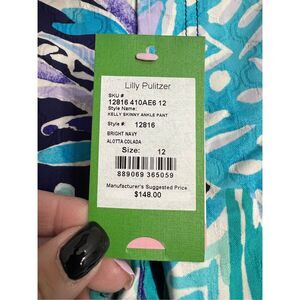 Lilly Pulitzer
SKU #
12816 410AE6 12
Style Name:
KELLY SKINNY ANKLE PANT
Style #: 12816
BRIGHT NAVY
ALOTTA COLADA
Size: 12
889069 365059
Manufacturer's Suggested Price
$148.00